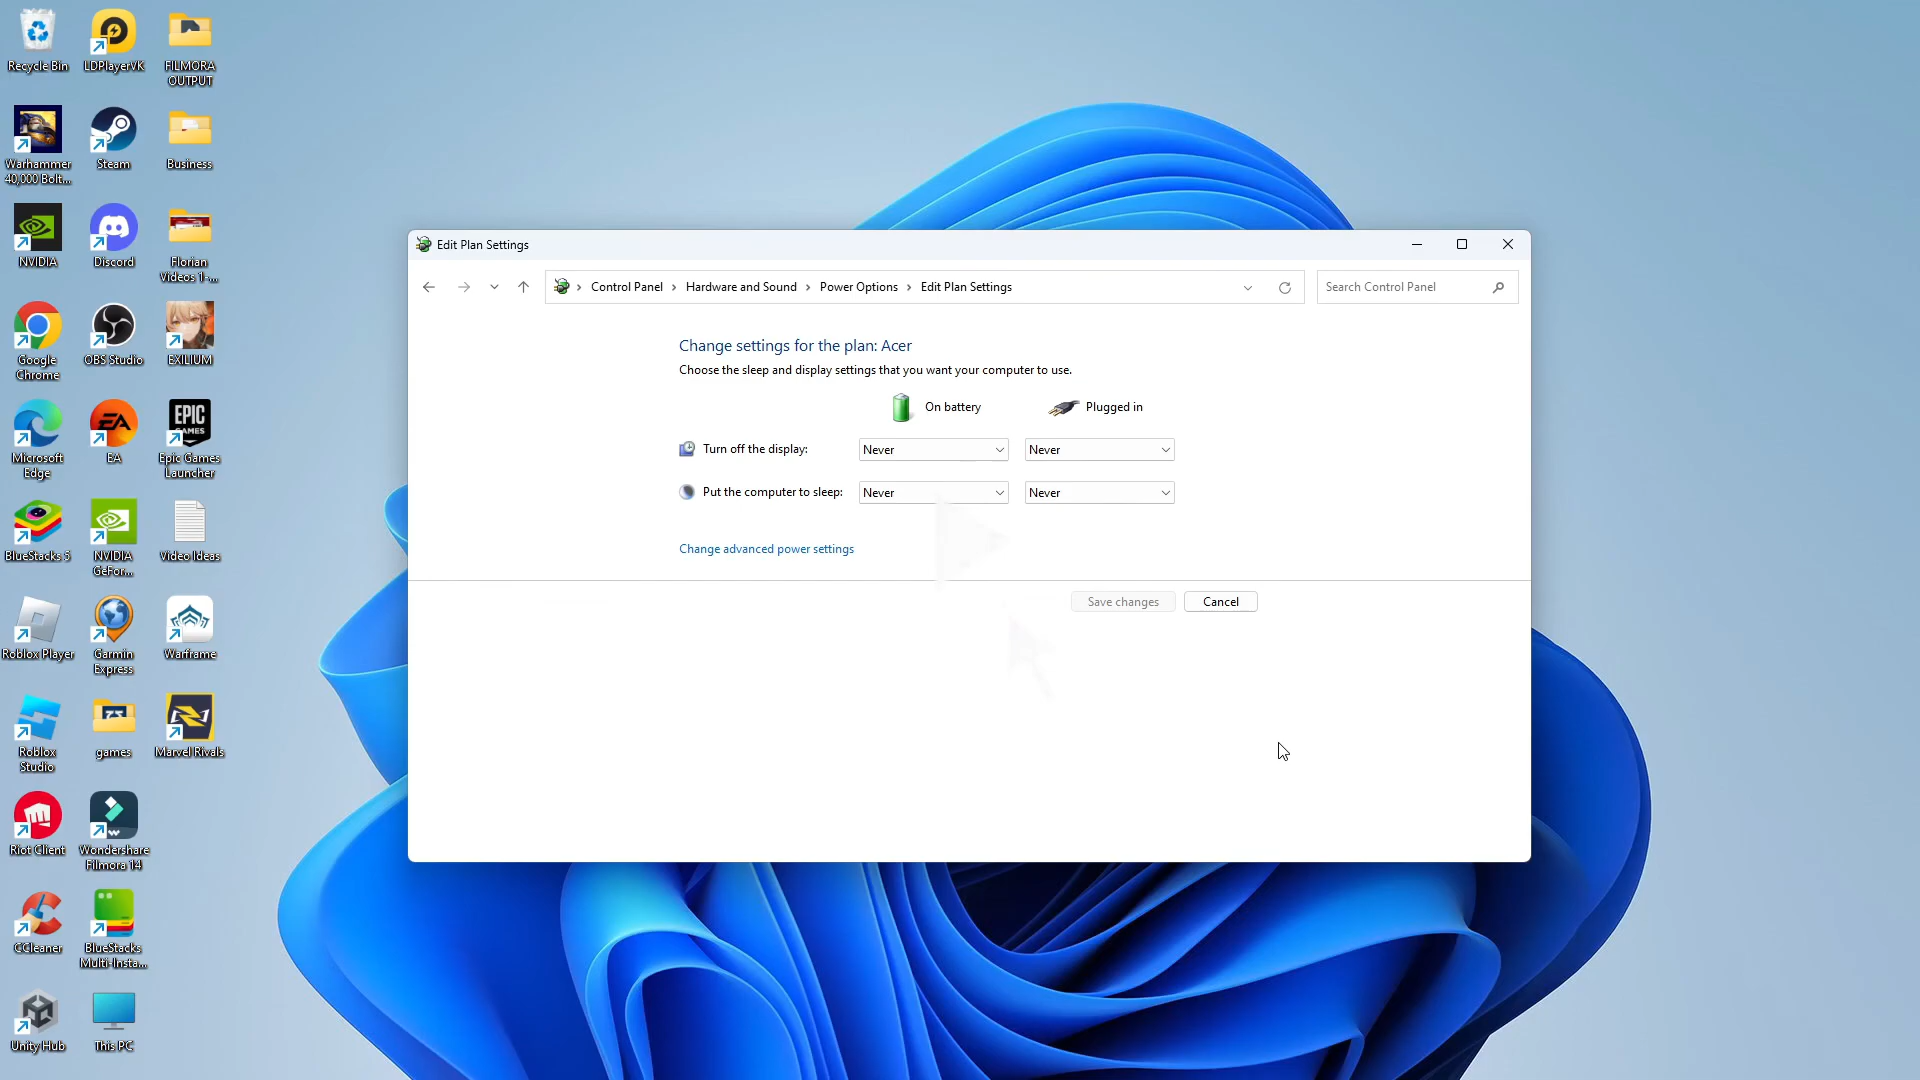 Recycle Bin
LDPlayerVK
FILMORA
OUTPUT
Warhammer
40,000 Bolt...
Steam
Business
NVIDIA
Discord
Florian
Videos 1-...
Google
Chrome
OBS Studio
EXILIUM
Microsoft
Edge
EA
EPIC
GAMES
Epic Games
Launcher
BlueStacks 5
NVIDIA
GeFor...
Video Ideas
Roblox Player
Garmin
Express
Warframe
Roblox
Studio
games
Marvel Rivals
Riot Client
Wondershare
Filmora 14
CCleaner
BlueStacks
Multi-Insta...
Unity Hub
This PC
Edit Plan Settings
Control Panel > Hardware and Sound > Power Options > Edit Plan Settings
Search Control Panel
Change settings for the plan: Acer
Choose the sleep and display settings that you want your computer to use.
On battery
Plugged in
Turn off the display: Never Never
Put the computer to sleep: Never Never
Change advanced power settings
Save changes Cancel